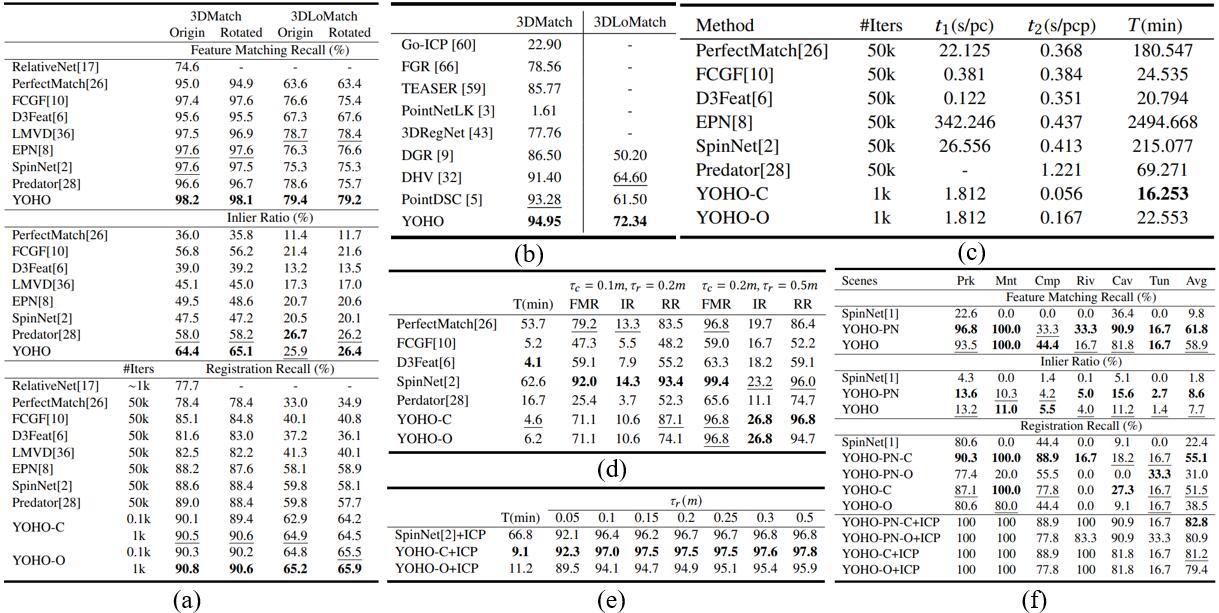 3DMatch 3DLoMatch
Origin Rotated Origin Rotated
Feature Matching Recall (%)
RelativeNet[17] 74.6 - - -
PerfectMatch[26] 95.0 94.9 63.6 63.4
FCGF[10] 97.4 97.6 76.6 75.4
D3Feat[6] 95.6 95.5 67.3 67.6
LMVD[36] 97.5 96.9 78.7 78.4
EPN[8] 97.6 97.6 76.3 76.6
SpinNet[2] 97.6 97.5 75.3 75.3
Predator[28] 96.6 96.7 78.6 75.7
YOHO 98.2 98.1 79.4 79.2
Inlier Ratio (%)
PerfectMatch[26] 36.0 35.8 11.4 11.7
FCGF[10] 56.8 56.2 21.4 21.6
D3Feat[6] 39.0 39.2 13.2 13.5
LMVD[36] 45.1 45.0 17.3 17.0
EPN[8] 49.5 48.6 20.7 20.6
SpinNet[2] 47.5 47.2 20.5 20.1
Predator[28] 58.0 58.2 26.7 26.2
YOHO 64.4 65.1 25.9 26.4
#Iters Registration Recall (%)
RelativeNet[17] ~1k 77.7 - - -
PerfectMatch[26] 50k 78.4 78.4 33.0 34.9
FCGF[10] 50k 85.1 84.8 40.1 40.8
D3Feat[6] 50k 81.6 83.0 37.2 36.1
LMVD[36] 50k 82.5 82.2 41.3 40.1
EPN[8] 50k 88.2 87.6 58.1 58.9
SpinNet[2] 50k 88.6 88.4 59.8 58.1
Predator[28] 50k 89.0 88.4 59.8 57.7
YOHO-C 0.1k 90.1 89.4 62.9 64.2
1k 90.5 90.6 64.9 64.5
YOHO-O 0.1k 90.3 90.2 64.8 65.5
1k 90.8 90.6 65.2 65.9
(a)
3DMatch 3DLoMatch
Go-ICP [60] 22.90 -
FGR [66] 78.56 -
TEASER [59] 85.77 -
PointNetLK [3] 1.61 -
3DRegNet [43] 77.76 -
DGR [9] 86.50 50.20
DHV [32] 91.40 64.60
PointDSC [5] 93.28 61.50
YOHO 94.95 72.34
(b)
Method #Iters t1(s/pc) t2(s/pcp) T(min)
PerfectMatch[26] 50k 22.125 0.368 180.547
FCGF[10] 50k 0.381 0.384 24.535
D3Feat[6] 50k 0.122 0.351 20.794
EPN[8] 50k 342.246 0.437 2494.668
SpinNet[2] 50k 26.556 0.413 215.077
Predator[28] 50k - 1.221 69.271
YOHO-C 1k 1.812 0.056 16.253
YOHO-O 1k 1.812 0.167 22.553
(c)
τc = 0.1m, τr = 0.2m τc = 0.2m, τr = 0.5m
T(min) FMR IR RR FMR IR RR
PerfectMatch[26] 53.7 79.2 13.3 83.5 96.8 19.7 86.4
FCGF[10] 5.2 47.3 5.5 48.2 59.0 16.7 52.2
D3Feat[6] 4.1 59.1 7.9 55.2 63.3 18.2 59.1
SpinNet[2] 62.6 92.0 14.3 93.4 99.4 23.2 96.0
Perdator[28] 16.7 25.4 3.7 52.3 65.6 11.1 74.7
YOHO-C 4.6 71.1 10.6 87.1 96.8 26.8 96.8
YOHO-O 6.2 71.1 10.6 74.1 96.8 26.8 94.7
(d)
τr(m)
T(min) 0.05 0.1 0.15 0.2 0.25 0.3 0.5
SpinNet[2]+ICP 66.8 92.1 96.4 96.2 96.7 96.7 96.8 96.8
YOHO-C+ICP 9.1 92.3 97.0 97.5 97.5 97.5 97.6 97.8
YOHO-O+ICP 11.2 89.5 94.1 94.7 94.9 95.1 95.4 95.9
(e)
Scenes Prk Mnt Cmp Riv Cav Tun Avg
Feature Matching Recall (%)
SpinNet[1] 22.6 0.0 0.0 0.0 36.4 0.0 9.8
YOHO-PN 96.8 100.0 33.3 33.3 90.9 16.7 61.8
YOHO 93.5 100.0 44.4 16.7 81.8 16.7 58.9
Inlier Ratio (%)
SpinNet[1] 4.3 0.0 1.4 0.1 5.1 0.0 1.8
YOHO-PN 13.6 10.3 4.2 5.0 15.6 2.7 8.6
YOHO 13.2 11.0 5.5 4.0 11.2 1.4 7.7
Registration Recall (%)
SpinNet[1] 80.6 0.0 44.4 0.0 9.1 0.0 22.4
YOHO-PN-C 90.3 100.0 88.9 16.7 18.2 16.7 55.1
YOHO-PN-O 77.4 20.0 55.5 0.0 0.0 33.3 31.0
YOHO-C 87.1 100.0 77.8 0.0 27.3 16.7 51.5
YOHO-O 80.6 80.0 44.4 0.0 9.1 16.7 38.5
YOHO-PN-C+ICP 100 100 88.9 100 90.9 16.7 82.8
YOHO-PN-O+ICP 100 100 77.8 83.3 90.9 33.3 80.9
YOHO-C+ICP 100 100 88.9 100 81.8 16.7 81.2
YOHO-O+ICP 100 100 77.8 100 81.8 16.7 79.4
(f)